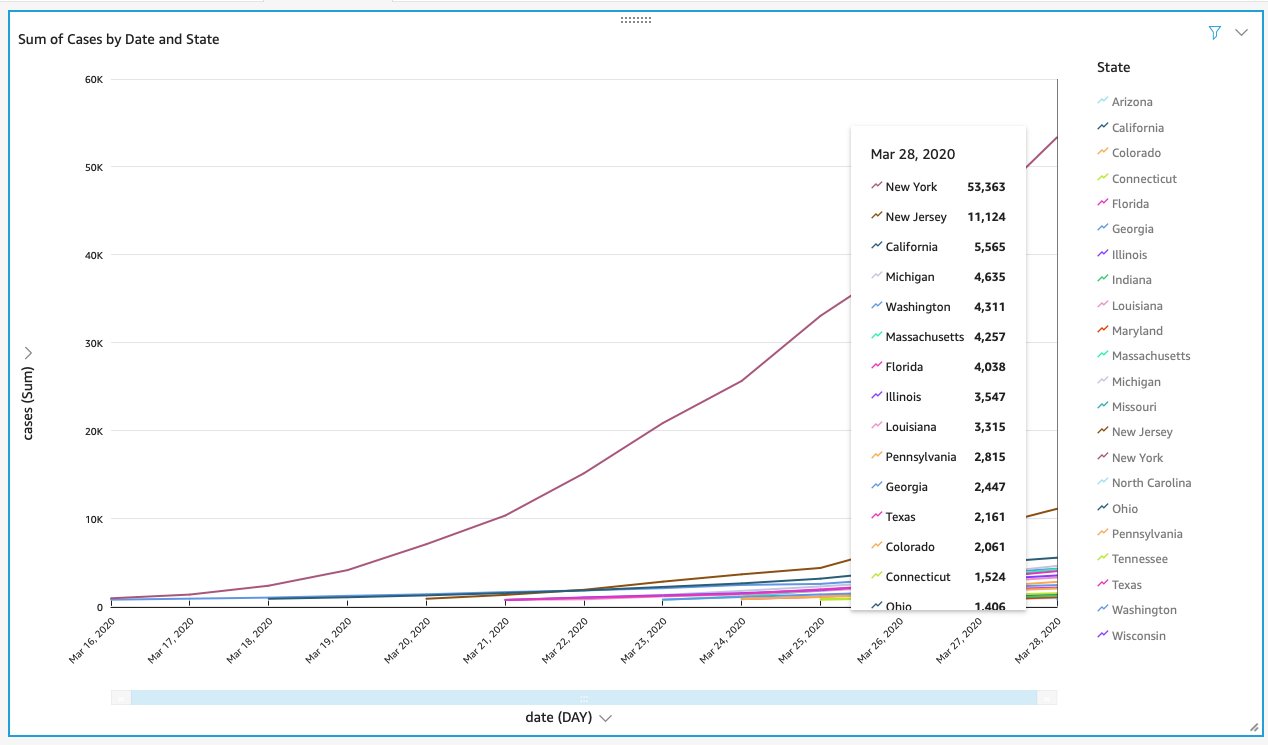 Sum of Cases by Date and State
State
60K
50K
40K
30K
20K
10K
0
cases (Sum)
Mar 28, 2020
New York 53,363
New Jersey 11,124
California 5,565
Michigan 4,635
Washington 4,311
Massachusetts 4,257
Florida 4,038
Illinois 3,547
Louisiana 3,315
Pennsylvania 2,815
Georgia 2,447
Texas 2,161
Colorado 2,061
Connecticut 1,524
Ohio 1,406
Arizona
California
Colorado
Connecticut
Florida
Georgia
Illinois
Indiana
Louisiana
Maryland
Massachusetts
Michigan
Missouri
New Jersey
New York
North Carolina
Ohio
Pennsylvania
Tennessee
Texas
Washington
Wisconsin
Mar 16, 2020
Mar 17, 2020
Mar 18, 2020
Mar 19, 2020
Mar 20, 2020
Mar 21, 2020
Mar 22, 2020
Mar 23, 2020
Mar 24, 2020
Mar 25, 2020
Mar 26, 2020
Mar 27, 2020
Mar 28, 2020
date (DAY)